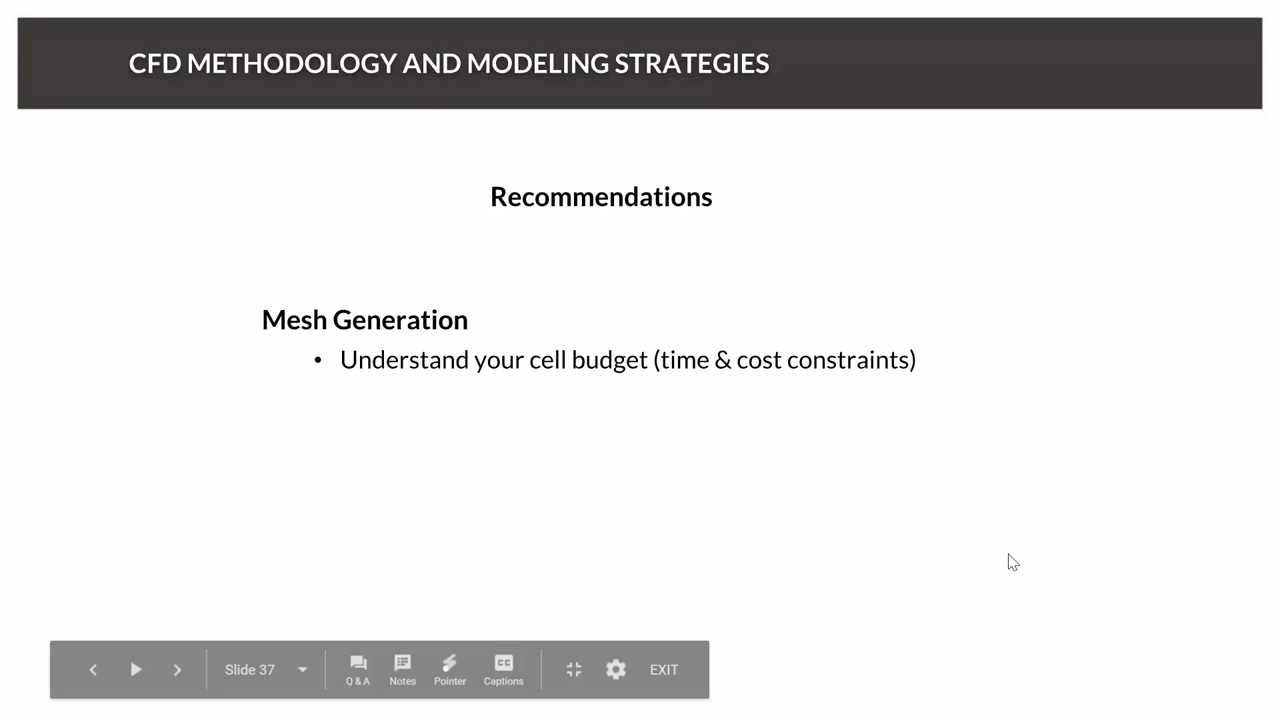 CFD METHODOLOGY AND MODELING STRATEGIES
Recommendations
Mesh Generation
• Understand your cell budget (time & cost constraints)
Slide 37
Q & A
Notes
Pointer
CC
Captions
EXIT